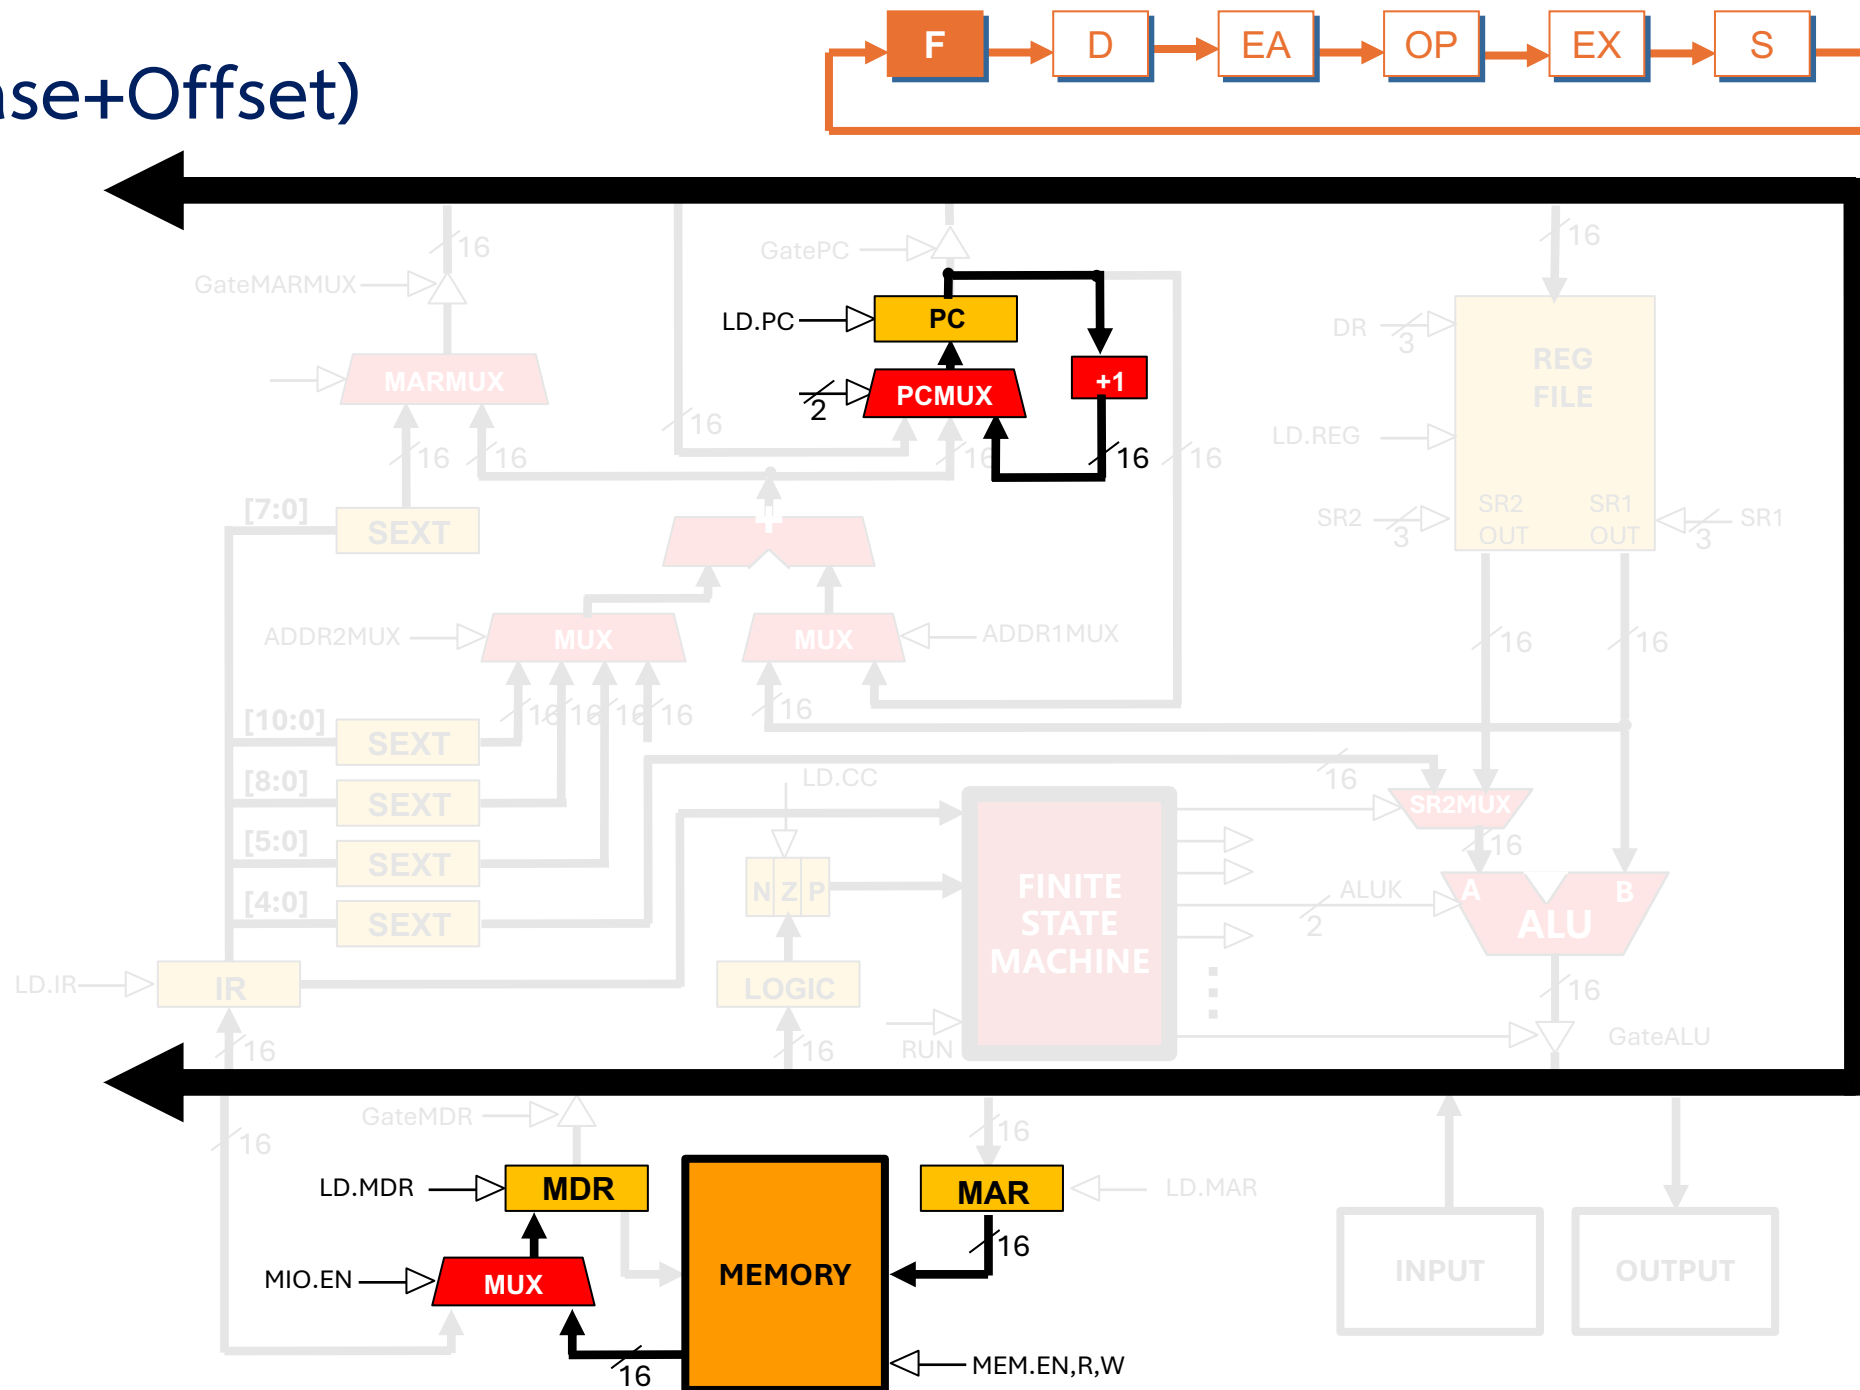 F D EA OP EX S
ase+Offset)
16
GatePC
16
GateMARMUX
LD.PC
PC
DR
3
REG
FILE
MARMUX
2
PCMUX
+1
16
LD.REG
16
16
16
16
16
[7:0]
SEXT
+
SR2
3
SR2
OUT
SR1
OUT
3
SR1
ADDR2MUX
MUX
MUX
ADDR1MUX
16
16
[10:0]
16
16
16
16
16
SEXT
[8:0]
SEXT
LD.CC
16
SR2MUX
[5:0]
SEXT
16
N Z P
FINITE
STATE
MACHINE
ALUK
2
A
B
ALU
[4:0]
SEXT
LD.IR
IR
LOGIC
16
16
16
RUN
GateALU
GateMDR
16
16
LD.MDR
MDR
MAR
LD.MAR
16
MIO.EN
MUX
MEMORY
INPUT
OUTPUT
16
MEM.EN,R,W